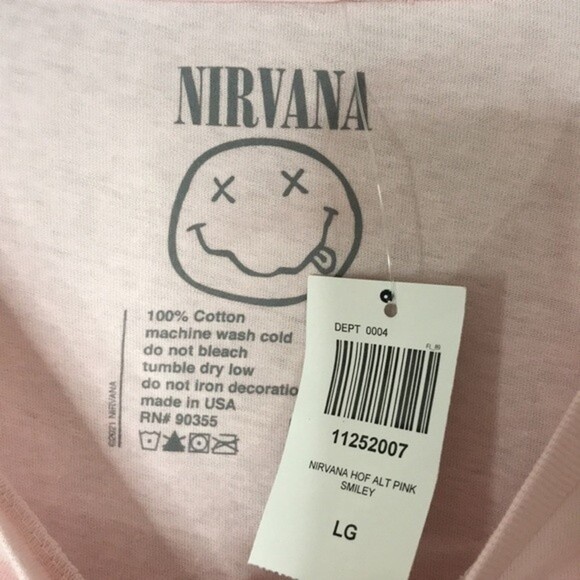 NIRVANA
100% Cotton
machine wash cold
do not bleach
tumble dry low
do not iron decoratio
made in USA
RN# 90355
©2021 NIRVANA
DEPT 0004
11252007
NIRVANA HOF ALT PINK
SMILEY
LG